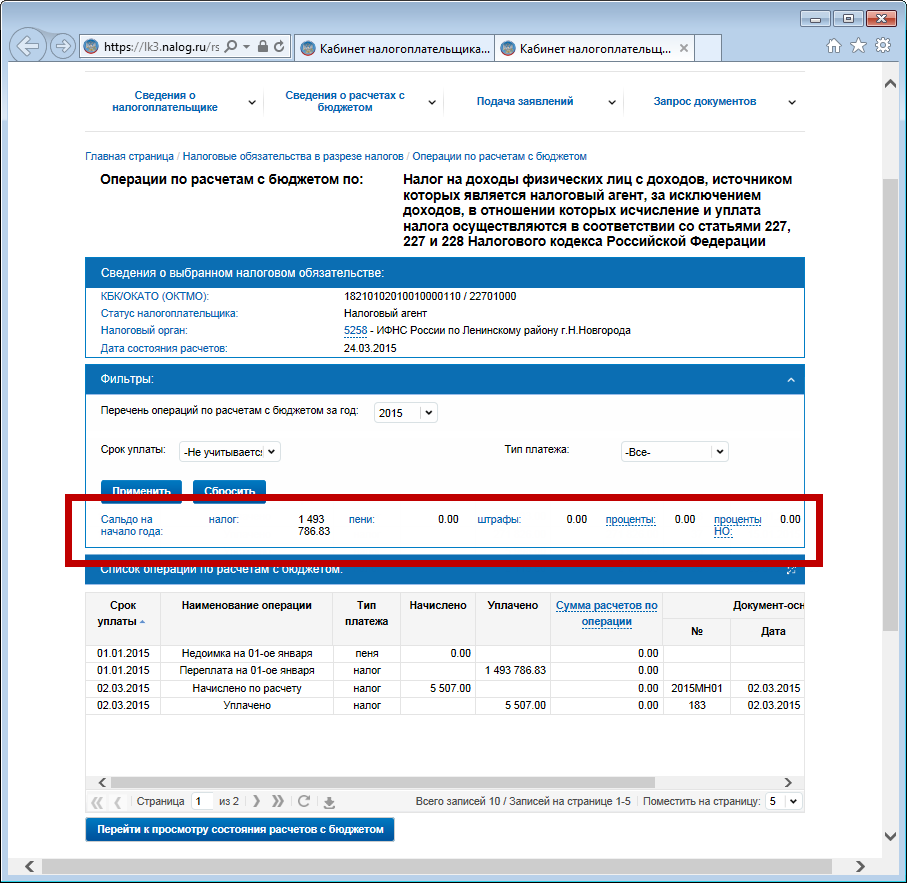 https://lk3.nalog.ru/rs
Кабинет налогоплательщика...
Кабинет налогоплательщ...
Сведения о налогоплательщике
Сведения о расчетах с бюджетом
Подача заявлений
Запрос документов
Главная страница / Налоговые обязательства в разрезе налогов / Операции по расчетам с бюджетом
Операции по расчетам с бюджетом по:
Налог на доходы физических лиц с доходов, источником
которых является налоговый агент, за исключением
доходов, в отношении которых исчисление и уплата
налога осуществляются в соответствии со статьями 227,
227 и 228 Налогового кодекса Российской Федерации
Сведения о выбранном налоговом обязательстве:
КБК/ОКАТО (ОКТМО): 18210102010010000110 / 22701000
Статус налогоплательщика: Налоговый агент
Налоговый орган: 5258 - ИФНС России по Ленинскому району г.Н.Новгорода
Дата состояния расчетов: 24.03.2015
Фильтры:
Перечень операций по расчетам с бюджетом за год: 2015
Срок уплаты: -Не учитывается Тип платежа: -Все-
Применить Сбросить
Сальдо на начало года: налог: 1 493 786.83 пени: 0.00 штрафы: 0.00 проценты: 0.00 проценты НО: 0.00
Список операций по расчетам с бюджетом:
Срок уплаты Наименование операции Тип платежа Начислено Уплачено Сумма расчетов по операции Документ-осн
№ Дата
01.01.2015 Недоимка на 01-ое января пеня 0.00 0.00
01.01.2015 Переплата на 01-ое января налог 1 493 786.83 0.00
02.03.2015 Начислено по расчету налог 5 507.00 0.00 2015МН01 02.03.2015
02.03.2015 Уплачено налог 5 507.00 0.00 183 02.03.2015
Страница 1 из 2 Всего записей 10 / Записей на странице 1-5 Поместить на страницу: 5
Перейти к просмотру состояния расчетов с бюджетом